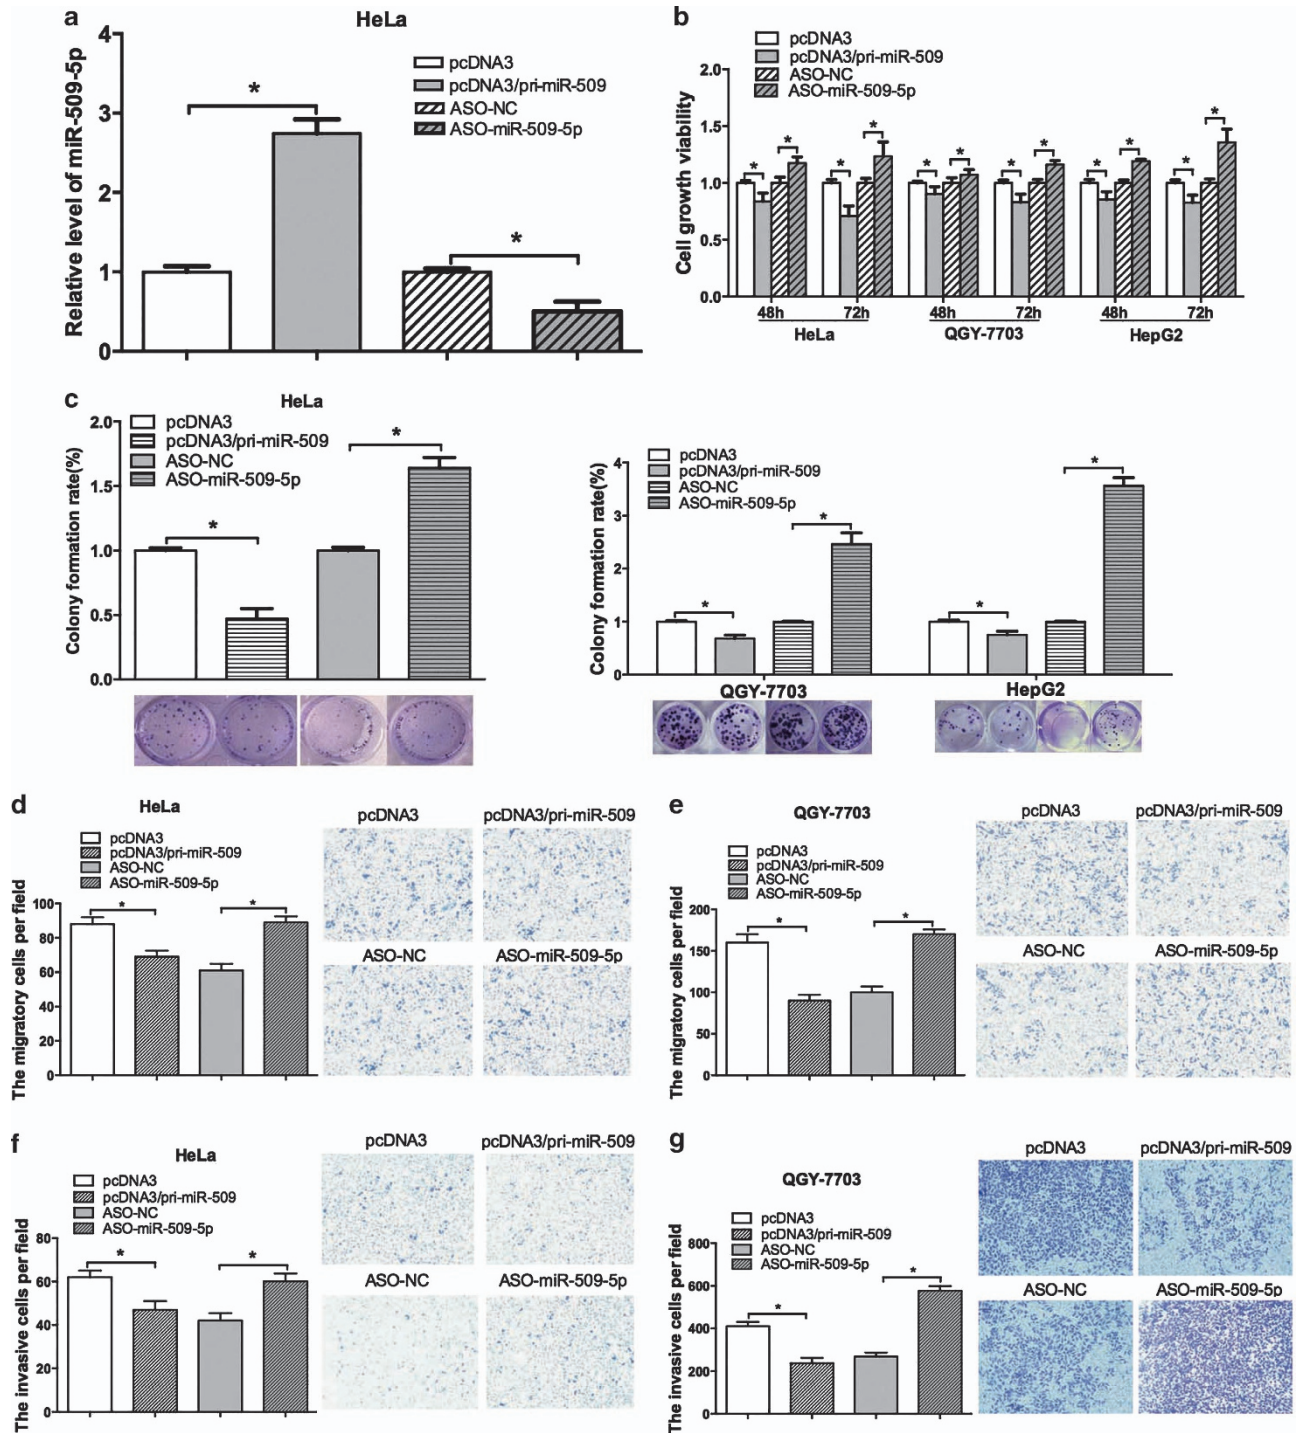 a
HeLa
Relative level of miR-509-5p
4
3
2
1
0
pcDNA3
pcDNA3/pri-miR-509
ASO-NC
ASO-miR-509-5p
*
*
b
pcDNA3
pcDNA3/pri-miR-509
ASO-NC
ASO-miR-509-5p
Cell growth viability
2.0
1.5
1.0
0.5
0.0
* * * * * * * * * * * *
48h 72h 48h 72h 48h 72h
HeLa QGY-7703 HepG2
c
HeLa
pcDNA3
pcDNA3/pri-miR-509
ASO-NC
ASO-miR-509-5p
Colony formation rate(%)
2.0
1.5
1.0
0.5
0.0
*
*
pcDNA3
pcDNA3/pri-miR-509
ASO-NC
ASO-miR-509-5p
Colony formation rate(%)
4
3
2
1
0
* * * *
QGY-7703 HepG2
d
HeLa
pcDNA3
pcDNA3/pri-miR-509
ASO-NC
ASO-miR-509-5p
The migratory cells per field
100
80
60
40
20
0
* *
pcDNA3 pcDNA3/pri-miR-509
ASO-NC ASO-miR-509-5p
e
QGY-7703
pcDNA3
pcDNA3/pri-miR-509
ASO-NC
ASO-miR-509-5p
The migratory cells per field
200
150
100
50
0
* *
pcDNA3 pcDNA3/pri-miR-509
ASO-NC ASO-miR-509-5p
f
HeLa
pcDNA3
pcDNA3/pri-miR-509
ASO-NC
ASO-miR-509-5p
The invasive cells per field
80
60
40
20
0
* *
pcDNA3 pcDNA3/pri-miR-509
ASO-NC ASO-miR-509-5p
g
QGY-7703
pcDNA3
pcDNA3/pri-miR-509
ASO-NC
ASO-miR-509-5p
The invasive cells per field
800
600
400
200
0
* *
pcDNA3 pcDNA3/pri-miR-509
ASO-NC ASO-miR-509-5p